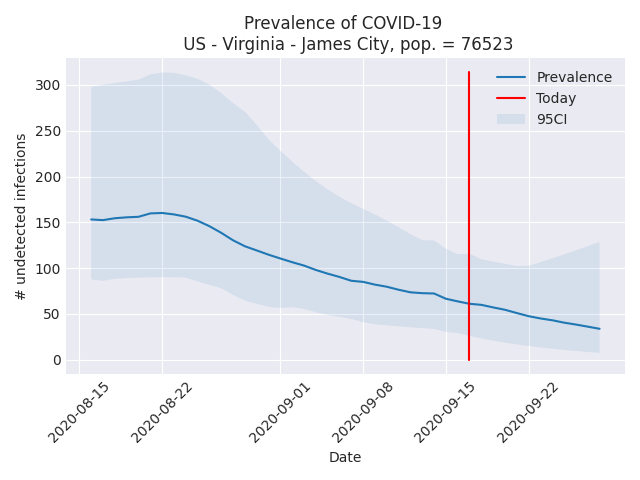 Prevalence of COVID-19
US - Virginia - James City, pop. = 76523
Prevalence
Today
95CI
# undetected infections
300
250
200
150
100
50
0
2020-08-15
2020-08-22
2020-09-01
2020-09-08
2020-09-15
2020-09-22
Date